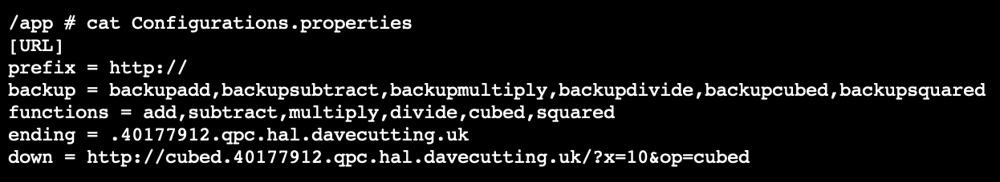 /app # cat Configurations.properties
[URL]
prefix = http://
backup = backupadd,backupsubtract,backupmultiply,backupdivide,backupcubed,backupsquared
functions = add,subtract,multiply,divide,cubed,squared
ending = .40177912.qpc.hal.davecutting.uk
down = http://cubed.40177912.qpc.hal.davecutting.uk/?x=10&op=cubed